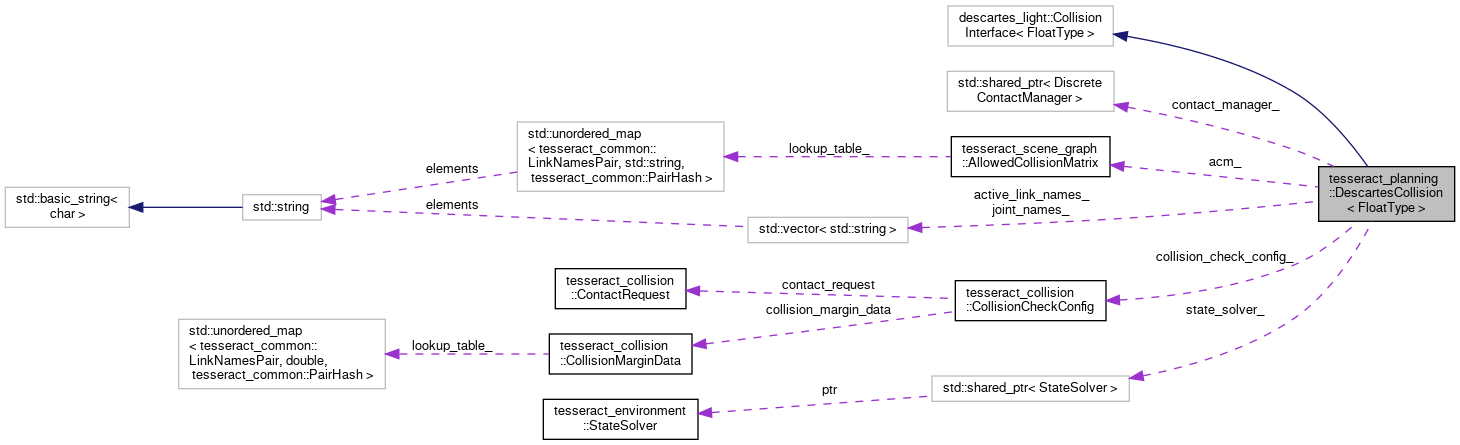 descartes_light::Collision
Interface< FloatType >
std::shared_ptr< Discrete
ContactManager >
contact_manager_
std::unordered_map
< tesseract_common::
LinkNamesPair, std::string,
tesseract_common::PairHash >
lookup_table_
tesseract_scene_graph
::AllowedCollisionMatrix
acm_
tesseract_planning
::DescartesCollision
< FloatType >
elements
std::basic_string<
char >
std::string
elements
active_link_names_
joint_names_
std::vector< std::string >
collision_check_config_
tesseract_collision
::ContactRequest
contact_request
tesseract_collision
::CollisionCheckConfig
collision_margin_data
state_solver_
std::unordered_map
< tesseract_common::
LinkNamesPair, double,
tesseract_common::PairHash >
lookup_table_
tesseract_collision
::CollisionMarginData
std::shared_ptr< StateSolver >
ptr
tesseract_environment
::StateSolver